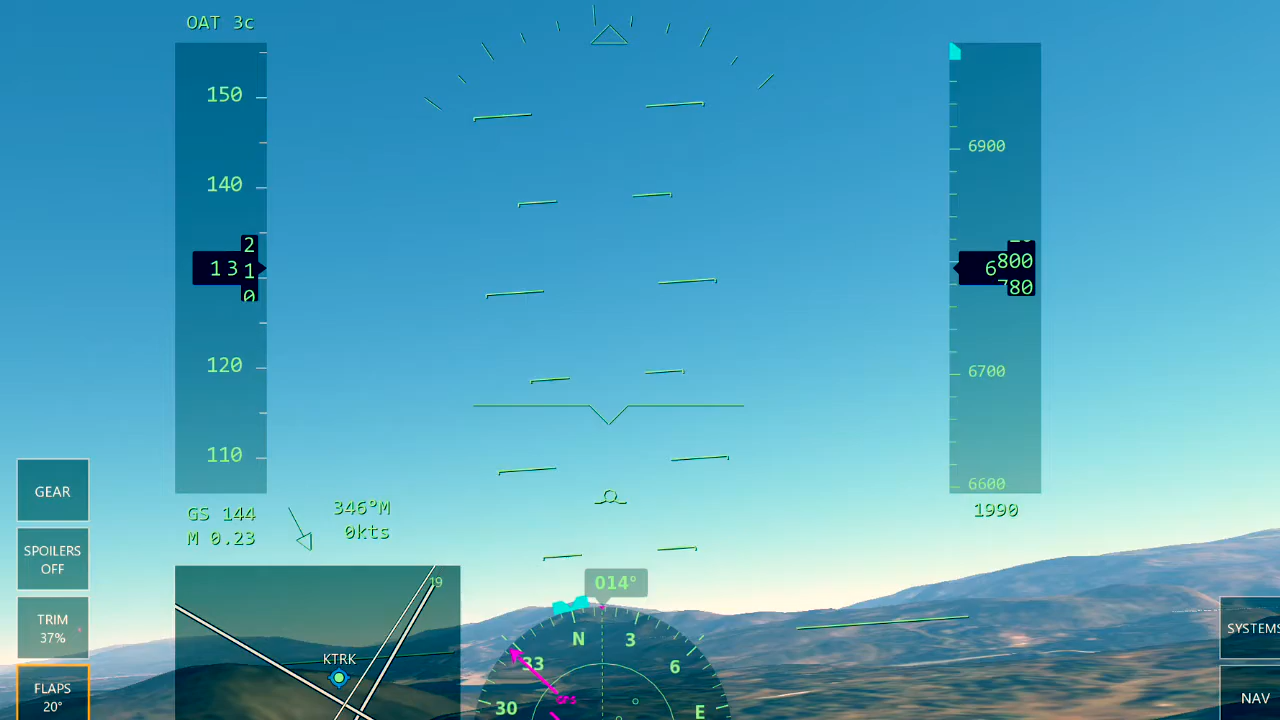 OAT 3c
150
140
2
13 1
0
120
110
GS 144
M 0.23
346°M
0kts
6900
6 800
780
6700
6600
1990
GEAR
SPOILERS
OFF
TRIM
37%
FLAPS
20°
19
KTRK
014°
N
3
33
6
GPS
30
E
SYSTEMS
NAV